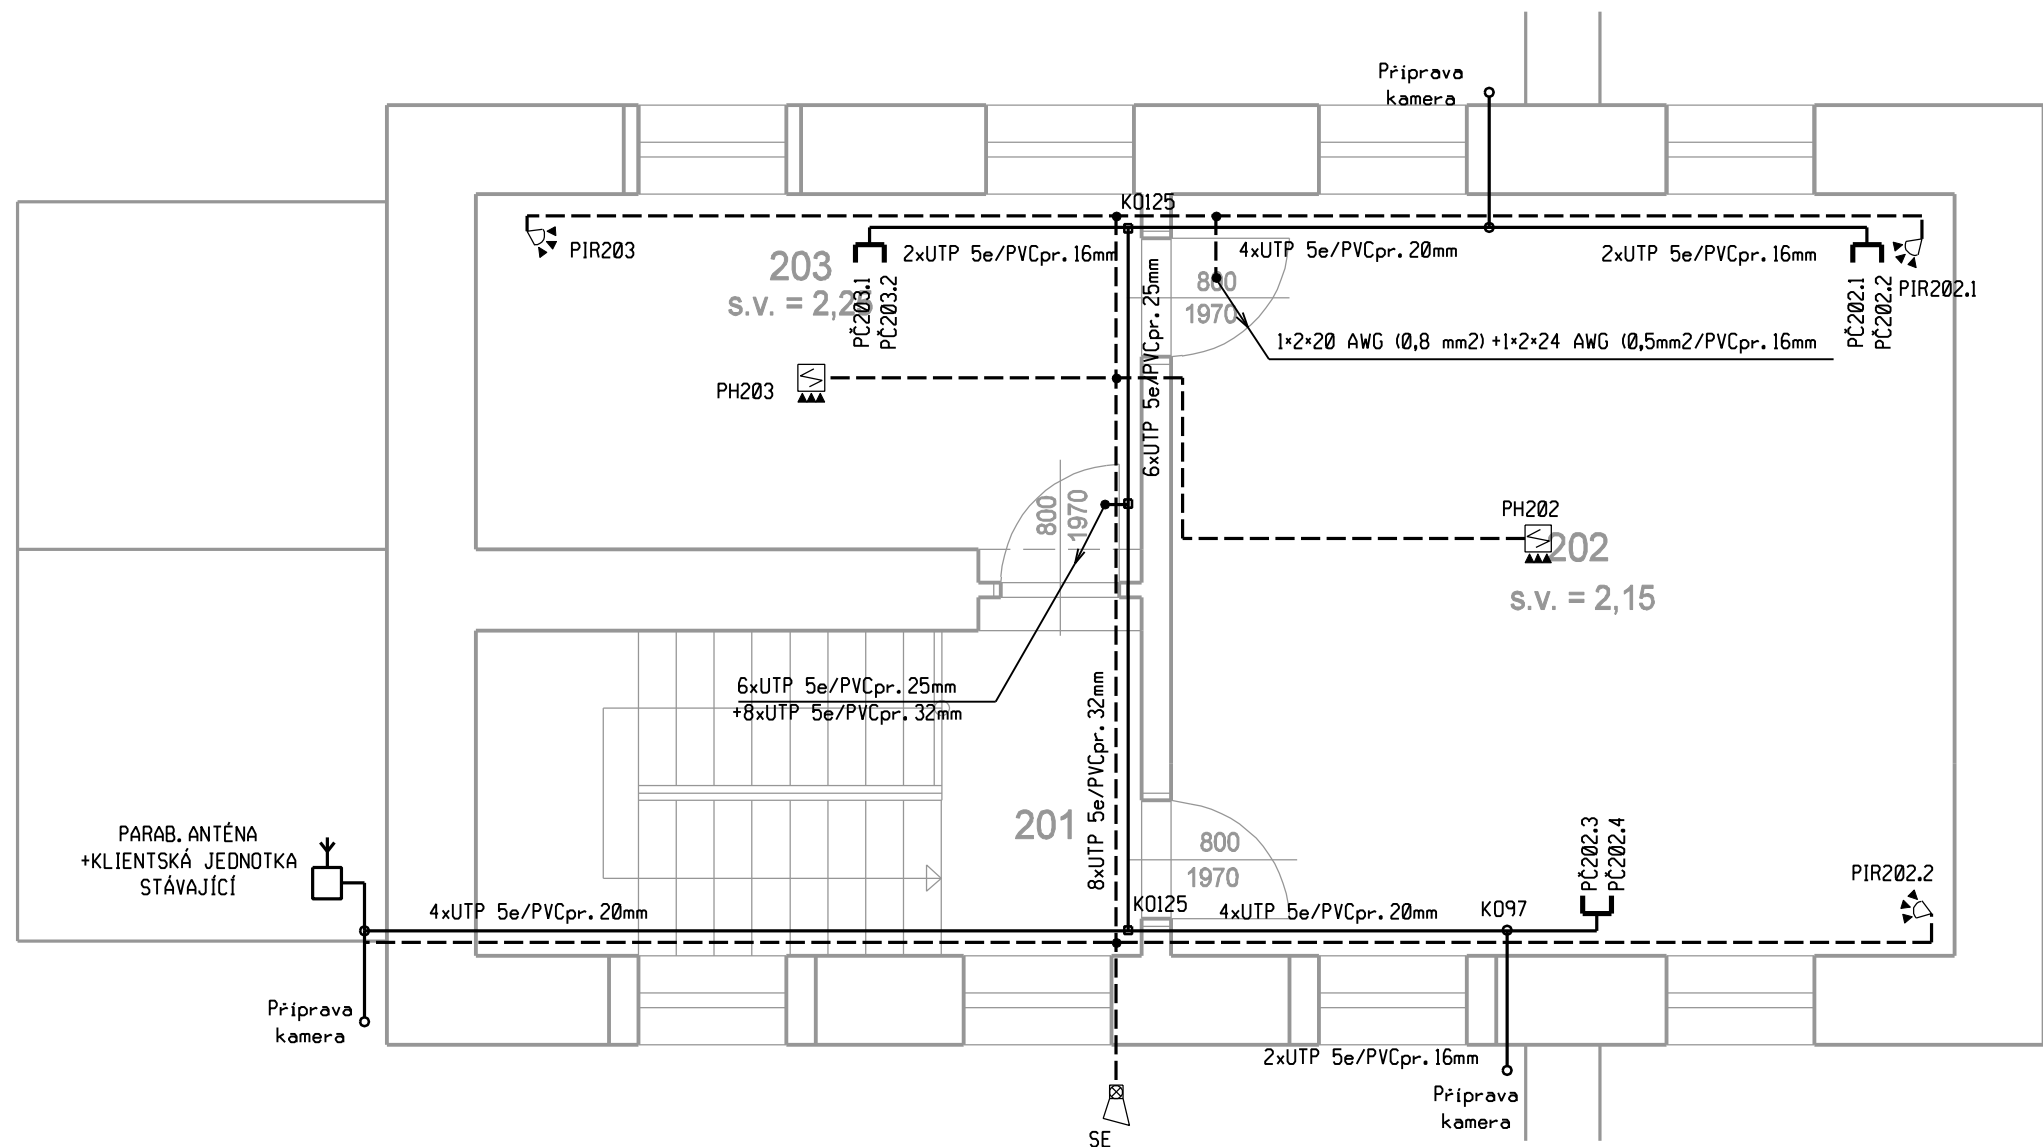 Příprava
kamera
KO125
PIR203
203
s.v. = 2,25
2xUTP 5e/PVCpr.16mm
4xUTP 5e/PVCpr.20mm
2xUTP 5e/PVCpr.16mm
PČ203.1
PČ203.2
6xUTP 5e/PVCpr.25mm
800
1970
PČ202.1
PČ202.2
PIR202.1
1×2×20 AWG (0,8 mm2)+1×2×24 AWG (0,5mm2/PVCpr.16mm
PH203
800
1970
PH202
202
s.v. = 2,15
6xUTP 5e/PVCpr.25mm
+8xUTP 5e/PVCpr.32mm
8xUTP 5e/PVCpr.32mm
201
800
1970
PARAB.ANTÉNA
+KLIENTSKÁ JEDNOTKA
STÁVAJÍCÍ
PČ202.3
PČ202.4
PIR202.2
4xUTP 5e/PVCpr.20mm
KO125
4xUTP 5e/PVCpr.20mm
KO97
Příprava
kamera
2xUTP 5e/PVCpr.16mm
Příprava
kamera
SE